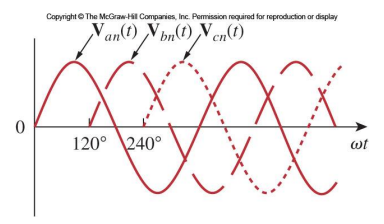 Copyright © The McGraw-Hill Companies, Inc. Permission required for reproduction or display
Van(t) Vbn(t) Vcn(t)
0
120° 240°
ωt